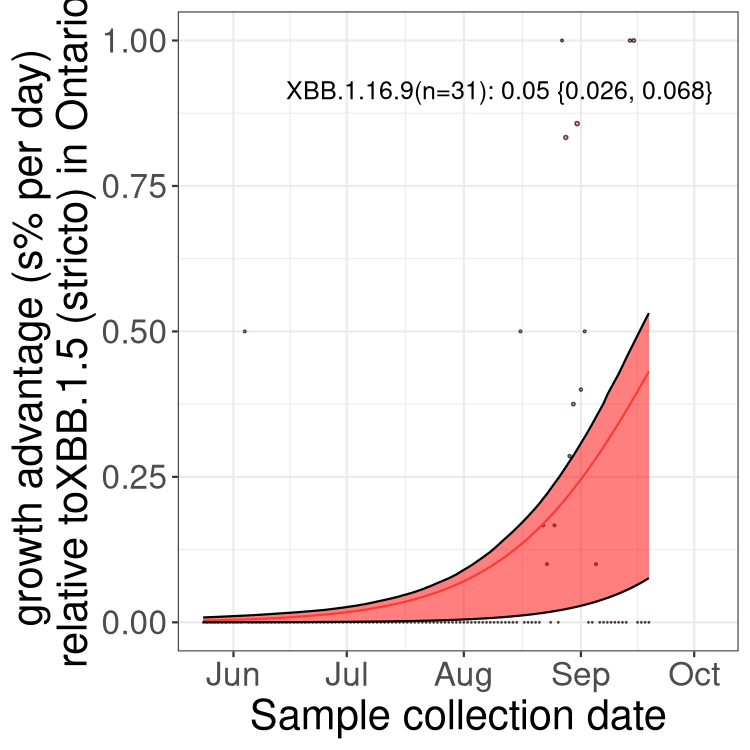 growth advantage (s% per day)
relative toXBB.1.5 (stricto) in Ontario
1.00
0.75
0.50
0.25
0.00
XBB.1.16.9(n=31): 0.05 {0.026, 0.068}
Jun Jul Aug Sep Oct
Sample collection date